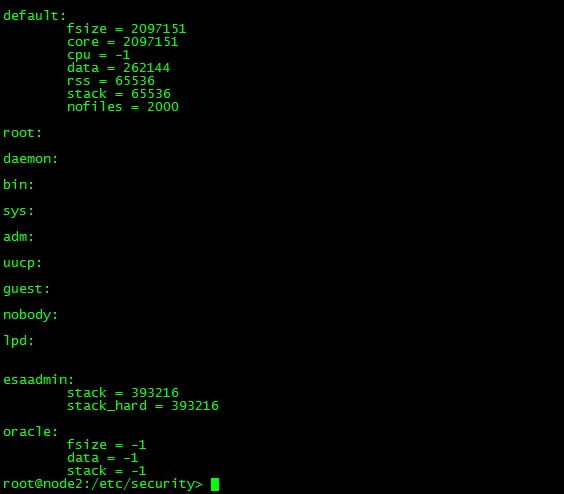 default:
        fsize = 2097151
        core = 2097151
        cpu = -1
        data = 262144
        rss = 65536
        stack = 65536
        nofiles = 2000
root:
daemon:
bin:
sys:
adm:
uucp:
guest:
nobody:
lpd:
esaadmin:
        stack = 393216
        stack_hard = 393216
oracle:
        fsize = -1
        data = -1
        stack = -1
root@node2:/etc/security>